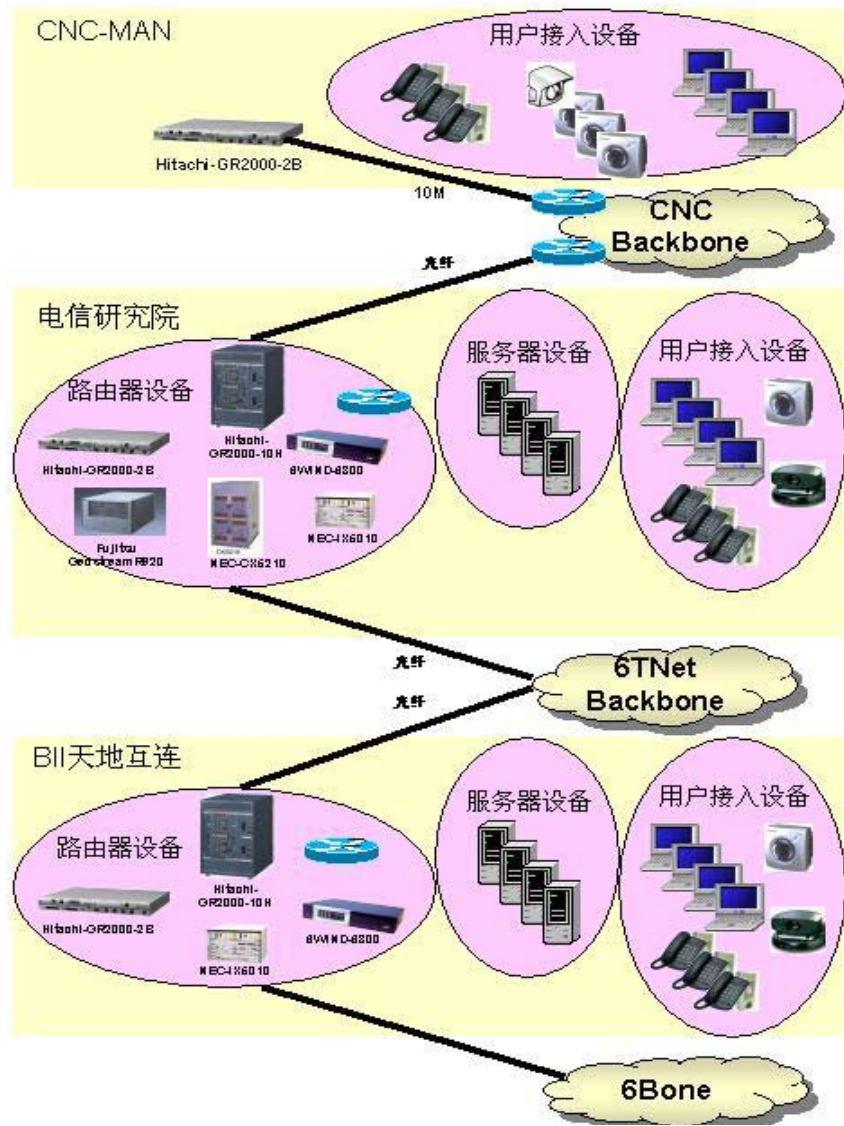 CNC-MAN
用户接入设备
Hitachi-GR2000-2B
10M
CNC
Backbone
光纤
电信研究院
路由器设备
服务器设备
用户接入设备
Hitachi-
GR2000-10H
Hitachi-GR2000-2B
6WIND-6800
Fujitsu
Geostream R920
NEC-CX6210
NEC-IX6010
光纤
6TNet
Backbone
光纤
BII天地互连
路由器设备
服务器设备
用户接入设备
Hitachi-
GR2000-10H
Hitachi-GR2000-2B
6WIND-6800
NEC-IX6010
6Bone